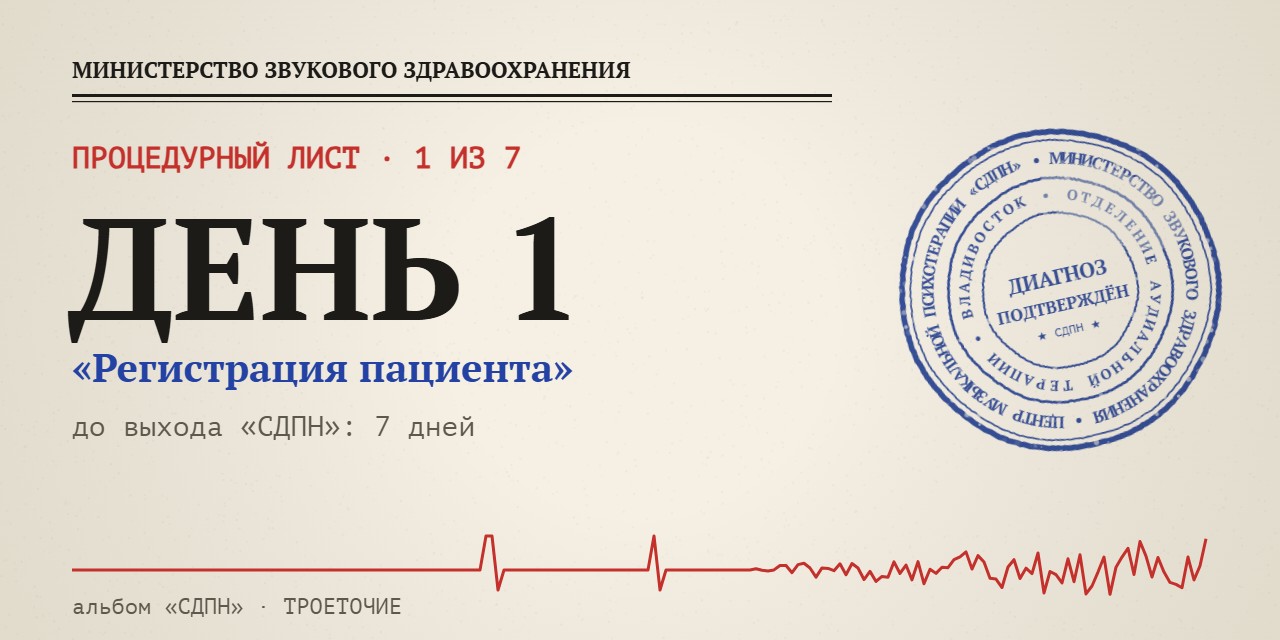 МИНИСТЕРСТВО ЗВУКОВОГО ЗДРАВООХРАНЕНИЯ
ПРОЦЕДУРНЫЙ ЛИСТ · 1 ИЗ 7
ДЕНЬ 1
«Регистрация пациента»
до выхода «СДПН»: 7 дней
• МИНИСТЕРСТВО ЗВУКОВОГО ЗДРАВООХРАНЕНИЯ • ЦЕНТР МУЗЫКАЛЬНОЙ ПСИХОТЕРАПИИ «СДПН»
• ОТДЕЛЕНИЕ АУДИАЛЬНОЙ ТЕРАПИИ • ВЛАДИВОСТОК
ДИАГНОЗ
ПОДТВЕРЖДЁН
★ СДПН ★
альбом «СДПН» · ТРОЕТОЧИЕ